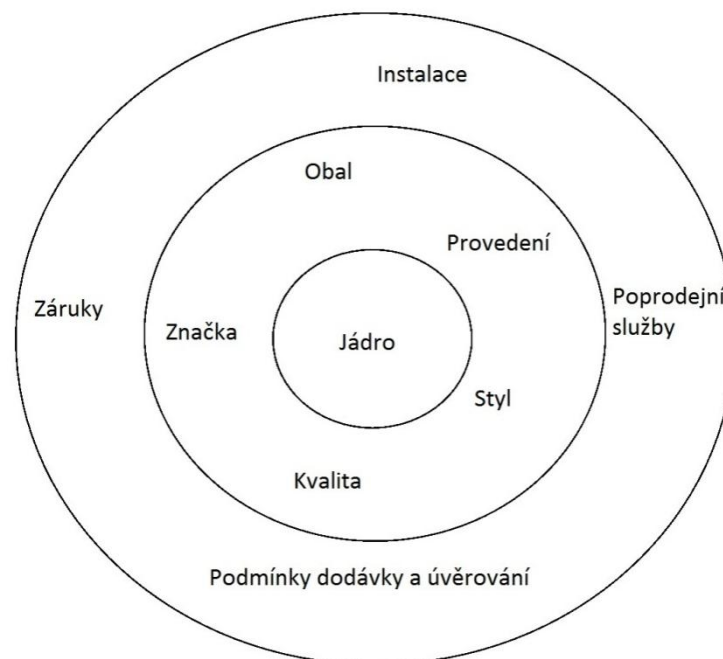 Instalace
Obal
Provedení
Záruky
Značka
Jádro
Poprodejní
služby
Styl
Kvalita
Podmínky dodávky a úvěrování